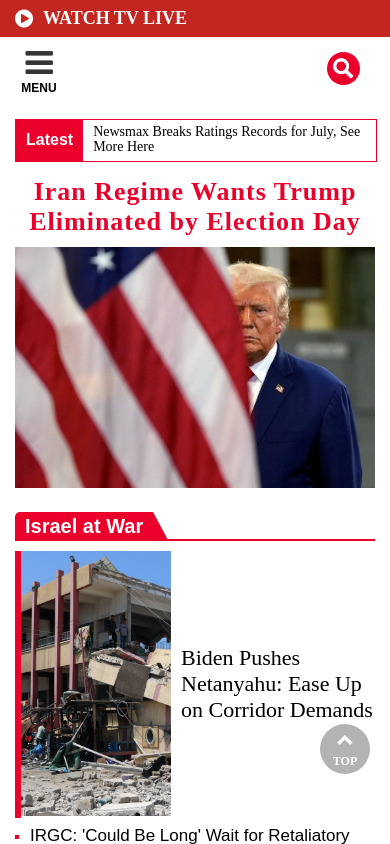 WATCH TV LIVE
MENU
Latest
Newsmax Breaks Ratings Records for July, See
More Here
Iran Regime Wants Trump
Eliminated by Election Day
Israel at War
Biden Pushes
Netanyahu: Ease Up
on Corridor Demands
TOP
IRGC: 'Could Be Long' Wait for Retaliatory